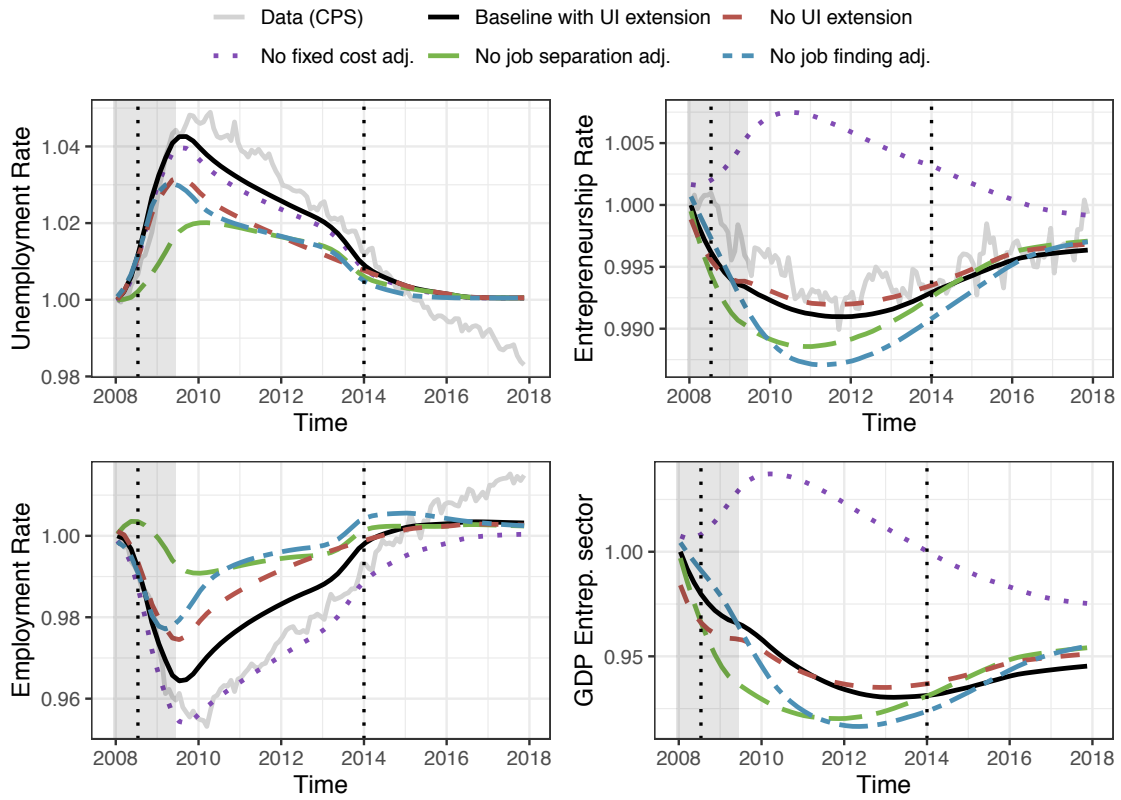 Data (CPS) Baseline with UI extension No UI extension
No fixed cost adj. No job separation adj. No job finding adj.
Unemployment Rate
1.04
1.02
1.00
0.98
2008 2010 2012 2014 2016 2018
Time
Entrepreneurship Rate
1.005
1.000
0.995
0.990
2008 2010 2012 2014 2016 2018
Time
Employment Rate
1.00
0.98
0.96
2008 2010 2012 2014 2016 2018
Time
GDP Entrep. sector
1.00
0.95
2008 2010 2012 2014 2016 2018
Time